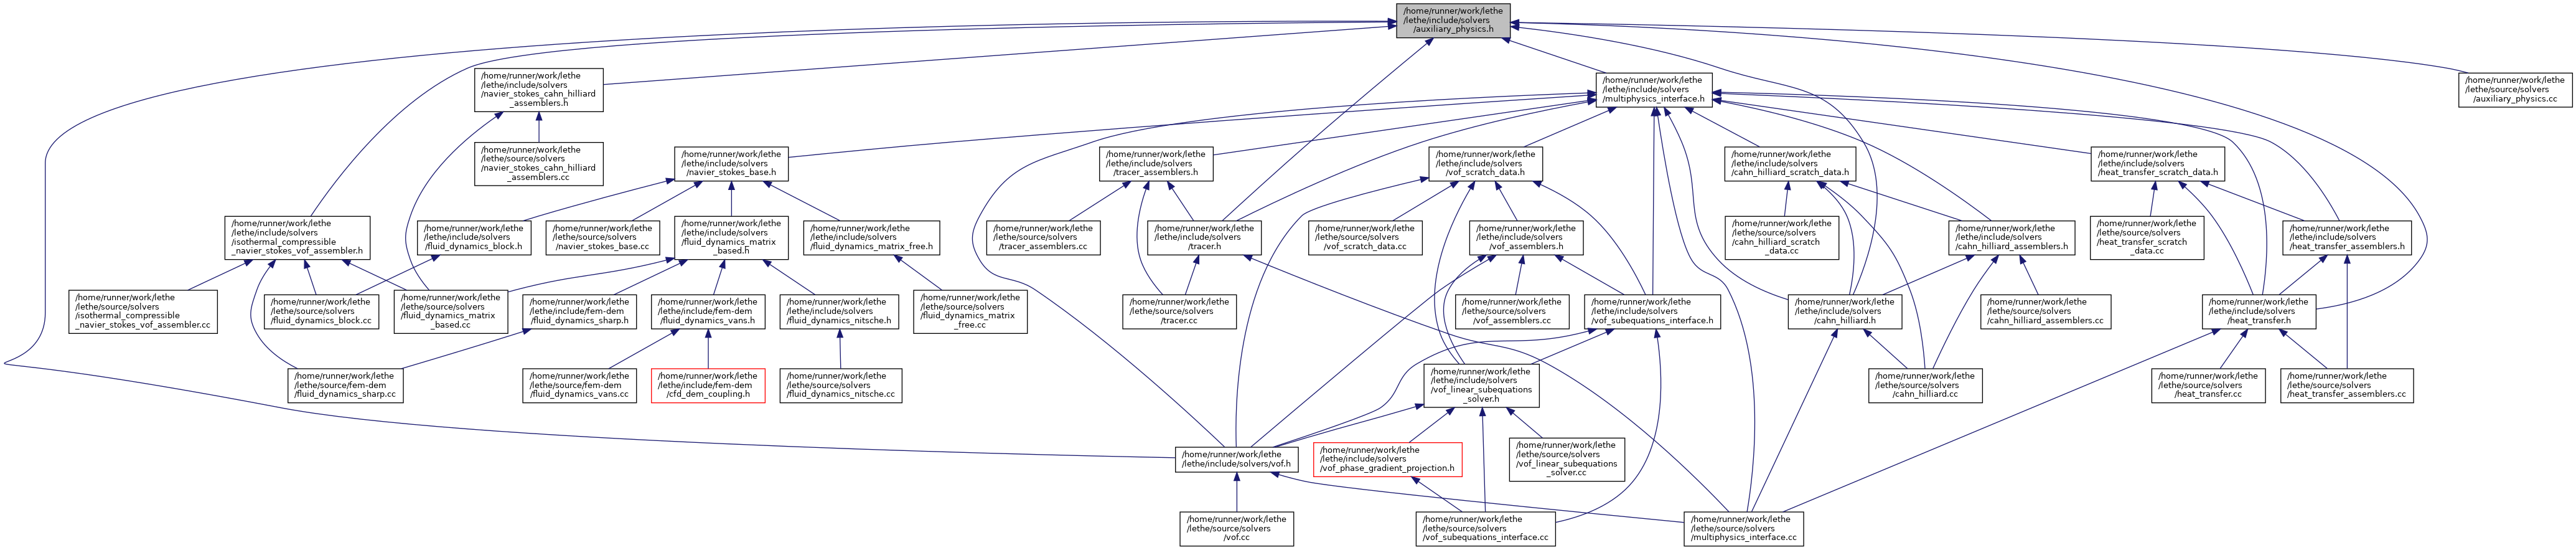 /home/runner/work/lethe
/lethe/include/solvers
/auxiliary_physics.h
/home/runner/work/lethe
/lethe/include/solvers
/navier_stokes_cahn_hilliard
_assemblers.h
/home/runner/work/lethe
/lethe/include/solvers
/multiphysics_interface.h
/home/runner/work/lethe
/lethe/source/solvers
/auxiliary_physics.cc
/home/runner/work/lethe
/lethe/source/solvers
/navier_stokes_cahn_hilliard
_assemblers.cc
/home/runner/work/lethe
/lethe/include/solvers
/navier_stokes_base.h
/home/runner/work/lethe
/lethe/include/solvers
/tracer_assemblers.h
/home/runner/work/lethe
/lethe/include/solvers
/vof_scratch_data.h
/home/runner/work/lethe
/lethe/include/solvers
/cahn_hilliard_scratch_data.h
/home/runner/work/lethe
/lethe/include/solvers
/heat_transfer_scratch_data.h
/home/runner/work/lethe
/lethe/include/solvers
/isothermal_compressible
_navier_stokes_vof_assembler.h
/home/runner/work/lethe
/lethe/include/solvers
/fluid_dynamics_block.h
/home/runner/work/lethe
/lethe/source/solvers
/navier_stokes_base.cc
/home/runner/work/lethe
/lethe/include/solvers
/fluid_dynamics_matrix
_based.h
/home/runner/work/lethe
/lethe/include/solvers
/fluid_dynamics_matrix_free.h
/home/runner/work/lethe
/lethe/source/solvers
/tracer_assemblers.cc
/home/runner/work/lethe
/lethe/include/solvers
/tracer.h
/home/runner/work/lethe
/lethe/source/solvers
/vof_scratch_data.cc
/home/runner/work/lethe
/lethe/include/solvers
/vof_assemblers.h
/home/runner/work/lethe
/lethe/source/solvers
/cahn_hilliard_scratch
_data.cc
/home/runner/work/lethe
/lethe/include/solvers
/cahn_hilliard_assemblers.h
/home/runner/work/lethe
/lethe/source/solvers
/heat_transfer_scratch
_data.cc
/home/runner/work/lethe
/lethe/include/solvers
/heat_transfer_assemblers.h
/home/runner/work/lethe
/lethe/source/solvers
/isothermal_compressible
_navier_stokes_vof_assembler.cc
/home/runner/work/lethe
/lethe/source/solvers
/fluid_dynamics_block.cc
/home/runner/work/lethe
/lethe/source/solvers
/fluid_dynamics_matrix
_based.cc
/home/runner/work/lethe
/lethe/include/fem-dem
/fluid_dynamics_sharp.h
/home/runner/work/lethe
/lethe/include/fem-dem
/fluid_dynamics_vans.h
/home/runner/work/lethe
/lethe/include/solvers
/fluid_dynamics_nitsche.h
/home/runner/work/lethe
/lethe/source/solvers
/fluid_dynamics_matrix
_free.cc
/home/runner/work/lethe
/lethe/source/solvers
/tracer.cc
/home/runner/work/lethe
/lethe/source/solvers
/vof_assemblers.cc
/home/runner/work/lethe
/lethe/include/solvers
/vof_subequations_interface.h
/home/runner/work/lethe
/lethe/include/solvers
/cahn_hilliard.h
/home/runner/work/lethe
/lethe/source/solvers
/cahn_hilliard_assemblers.cc
/home/runner/work/lethe
/lethe/include/solvers
/heat_transfer.h
/home/runner/work/lethe
/lethe/source/fem-dem
/fluid_dynamics_sharp.cc
/home/runner/work/lethe
/lethe/source/fem-dem
/fluid_dynamics_vans.cc
/home/runner/work/lethe
/lethe/include/fem-dem
/cfd_dem_coupling.h
/home/runner/work/lethe
/lethe/source/solvers
/fluid_dynamics_nitsche.cc
/home/runner/work/lethe
/lethe/include/solvers
/vof_linear_subequations
_solver.h
/home/runner/work/lethe
/lethe/source/solvers
/cahn_hilliard.cc
/home/runner/work/lethe
/lethe/source/solvers
/heat_transfer.cc
/home/runner/work/lethe
/lethe/source/solvers
/heat_transfer_assemblers.cc
/home/runner/work/lethe
/lethe/include/solvers/vof.h
/home/runner/work/lethe
/lethe/include/solvers
/vof_phase_gradient_projection.h
/home/runner/work/lethe
/lethe/source/solvers
/vof_linear_subequations
_solver.cc
/home/runner/work/lethe
/lethe/source/solvers
/vof.cc
/home/runner/work/lethe
/lethe/source/solvers
/vof_subequations_interface.cc
/home/runner/work/lethe
/lethe/source/solvers
/multiphysics_interface.cc